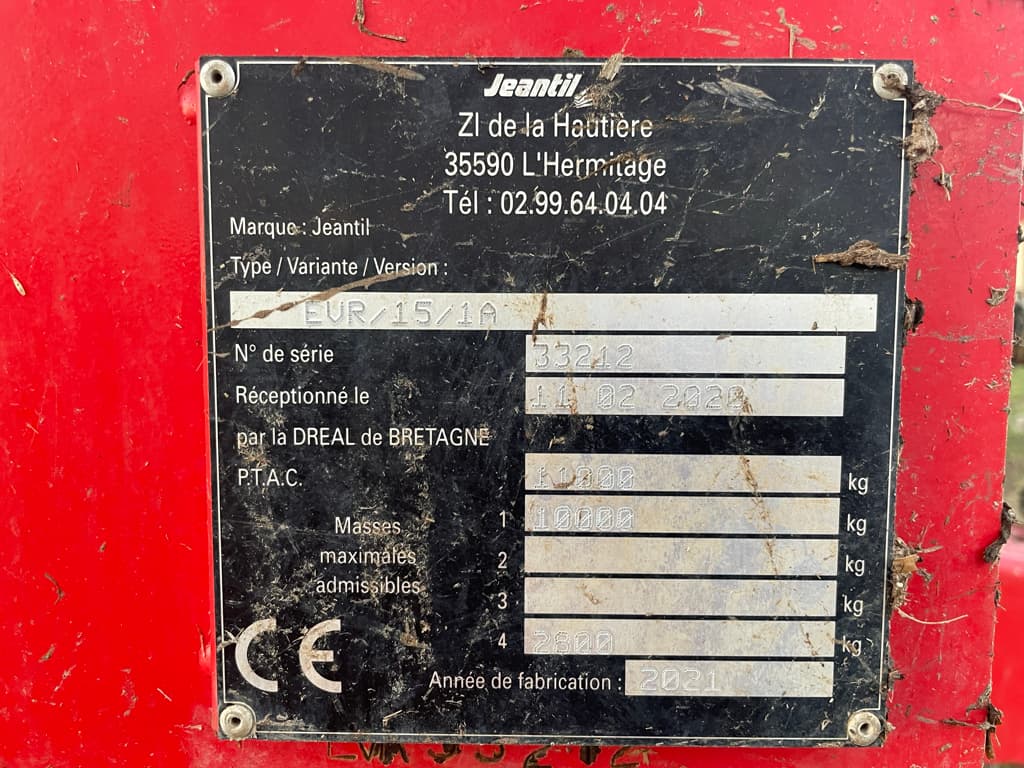 Jeantil
ZI de la Hautière
35590 L'Hermitage
Tél : 02.99.64.04.04
Marque : Jeantil
Type / Variante / Version :
EVR/15/1A
N° de série 33212
Réceptionné le 11 02 2020
par la DREAL de BRETAGNE
P.T.A.C. 11000 kg
Masses maximales admissibles
1 10000 kg
2 kg
3 kg
4 2800 kg
CE
Année de fabrication : 2021